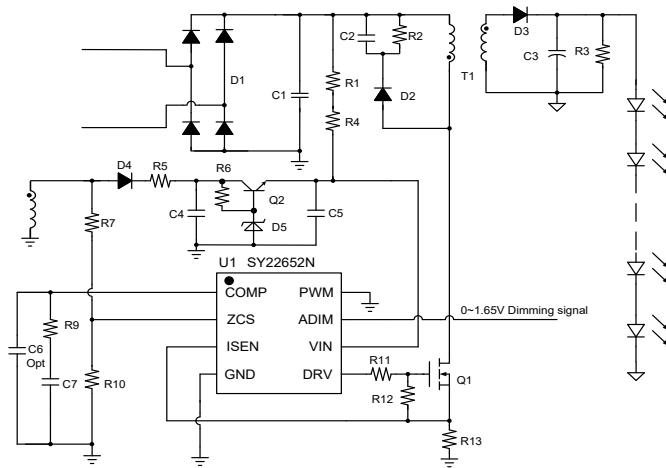 D1
C1
C2
R2
R1
D2
R4
T1
D3
C3
R3
D4
R5
R6
Q2
R7
C4
D5
C5
U1 SY22652N
COMP
PWM
ZCS
ADIM
0~1.65V Dimming signal
ISEN
VIN
GND
DRV
R9
C6
Opt
C7
R10
R11
R12
Q1
R13